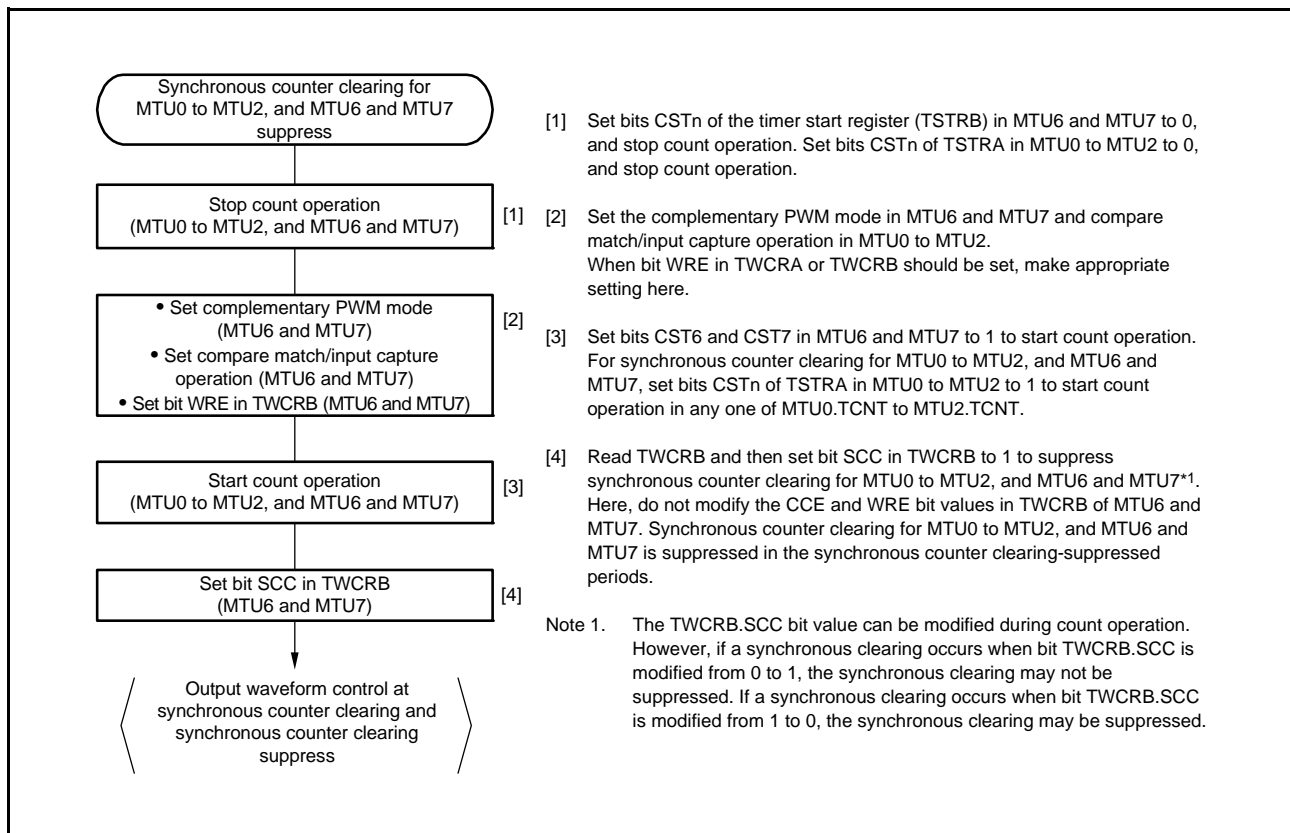 Synchronous counter clearing for
MTU0 to MTU2, and MTU6 and MTU7
suppress
Stop count operation
(MTU0 to MTU2, and MTU6 and MTU7)
[1]
• Set complementary PWM mode
(MTU6 and MTU7)
• Set compare match/input capture
operation (MTU6 and MTU7)
• Set bit WRE in TWCRB (MTU6 and MTU7)
[2]
Start count operation
(MTU0 to MTU2, and MTU6 and MTU7)
[3]
Set bit SCC in TWCRB
(MTU6 and MTU7)
[4]
Output waveform control at
synchronous counter clearing and
synchronous counter clearing
suppress
[1] Set bits CSTn of the timer start register (TSTRB) in MTU6 and MTU7 to 0,
and stop count operation. Set bits CSTn of TSTRA in MTU0 to MTU2 to 0,
and stop count operation.
[2] Set the complementary PWM mode in MTU6 and MTU7 and compare
match/input capture operation in MTU0 to MTU2.
When bit WRE in TWCRA or TWCRB should be set, make appropriate
setting here.
[3] Set bits CST6 and CST7 in MTU6 and MTU7 to 1 to start count operation.
For synchronous counter clearing for MTU0 to MTU2, and MTU6 and
MTU7, set bits CSTn of TSTRA in MTU0 to MTU2 to 1 to start count
operation in any one of MTU0.TCNT to MTU2.TCNT.
[4] Read TWCRB and then set bit SCC in TWCRB to 1 to suppress
synchronous counter clearing for MTU0 to MTU2, and MTU6 and MTU7*1.
Here, do not modify the CCE and WRE bit values in TWCRB of MTU6 and
MTU7. Synchronous counter clearing for MTU0 to MTU2, and MTU6 and
MTU7 is suppressed in the synchronous counter clearing-suppressed
periods.
Note 1. The TWCRB.SCC bit value can be modified during count operation.
However, if a synchronous clearing occurs when bit TWCRB.SCC is
modified from 0 to 1, the synchronous clearing may not be
suppressed. If a synchronous clearing occurs when bit TWCRB.SCC
is modified from 1 to 0, the synchronous clearing may be suppressed.